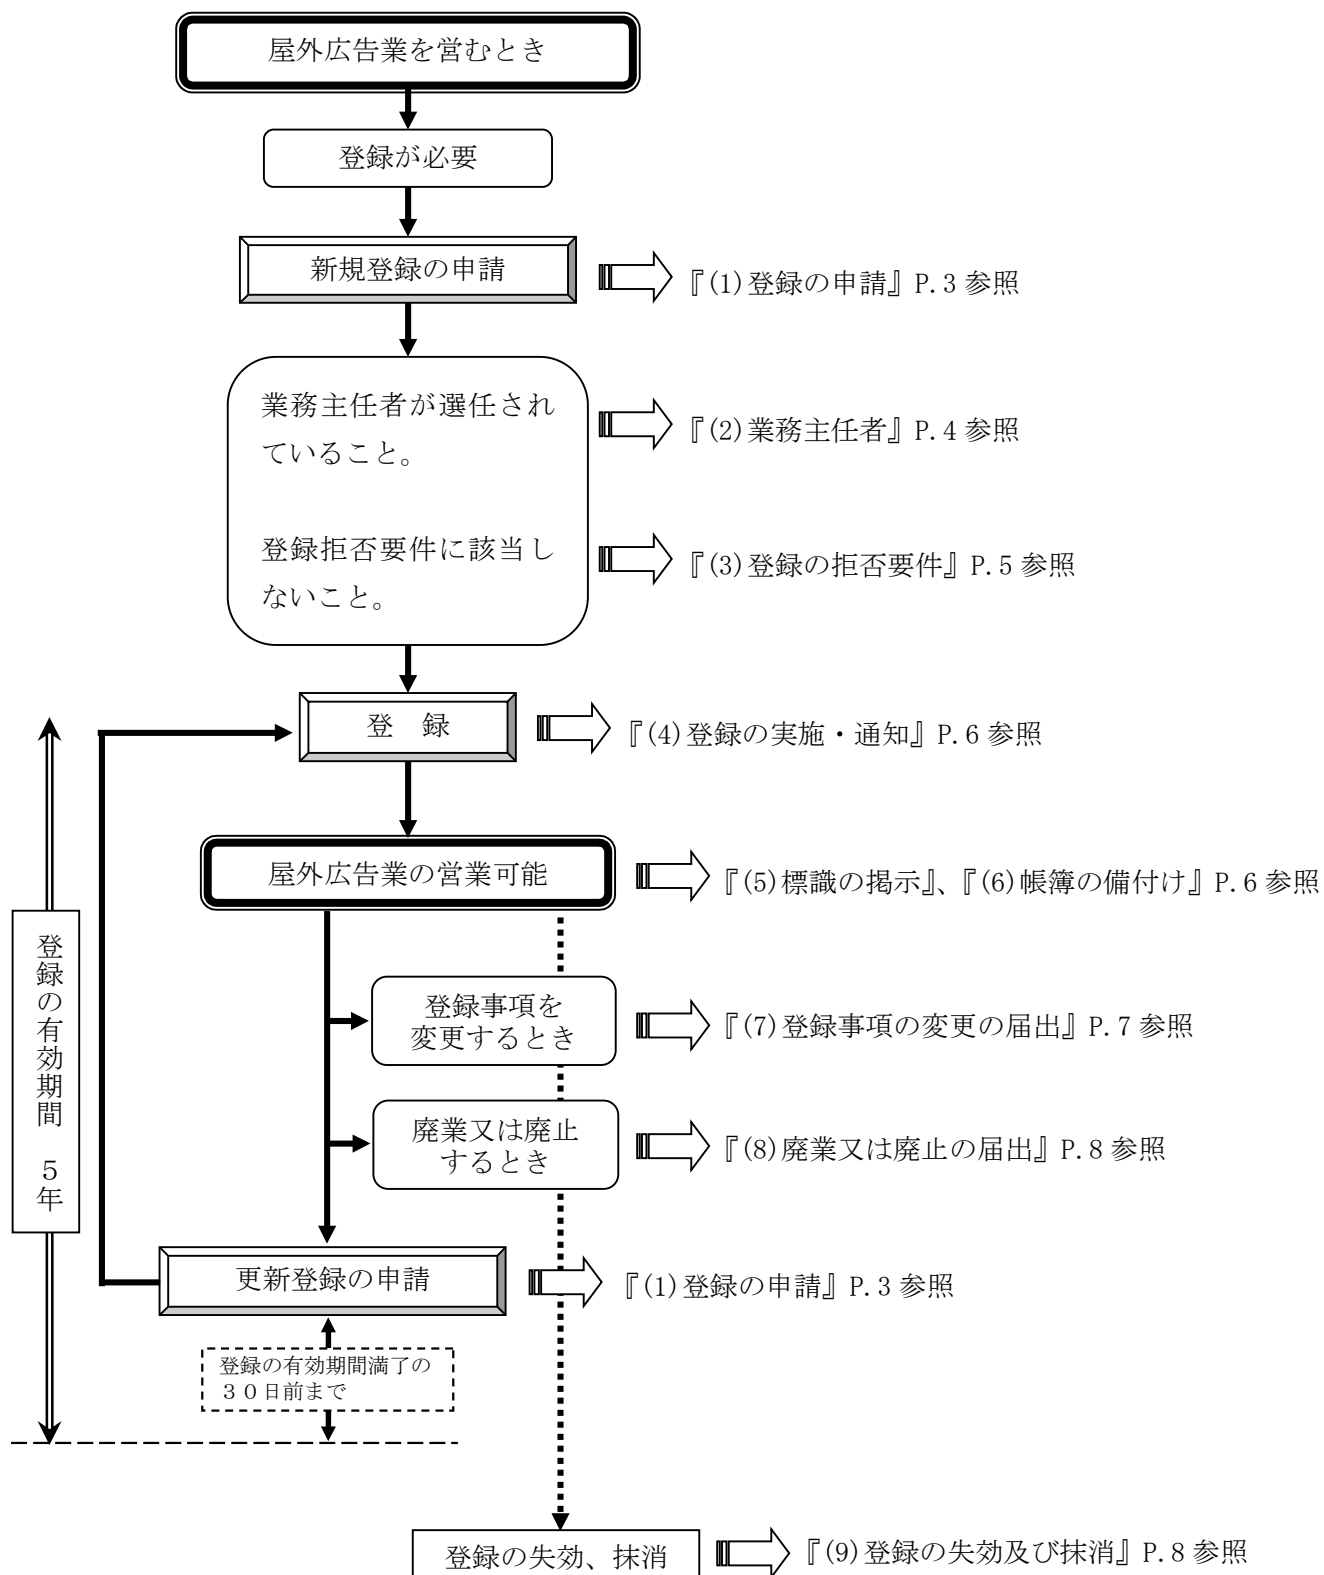 屋外広告業を営むとき
登録が必要
新規登録の申請
『(1)登録の申請』P.3 参照
業務主任者が選任され
ていること。
『(2)業務主任者』P.4 参照
登録拒否要件に該当し
ないこと。
『(3)登録の拒否要件』P.5 参照
登　録
『(4)登録の実施・通知』P.6 参照
屋外広告業の営業可能
『(5)標識の掲示』、『(6)帳簿の備付け』P.6 参照
登録の有効期間　５年
登録事項を
変更するとき
『(7)登録事項の変更の届出』P.7 参照
廃業又は廃止
するとき
『(8)廃業又は廃止の届出』P.8 参照
更新登録の申請
『(1)登録の申請』P.3 参照
登録の有効期間満了の
３０日前まで
登録の失効、抹消
『(9)登録の失効及び抹消』P.8 参照